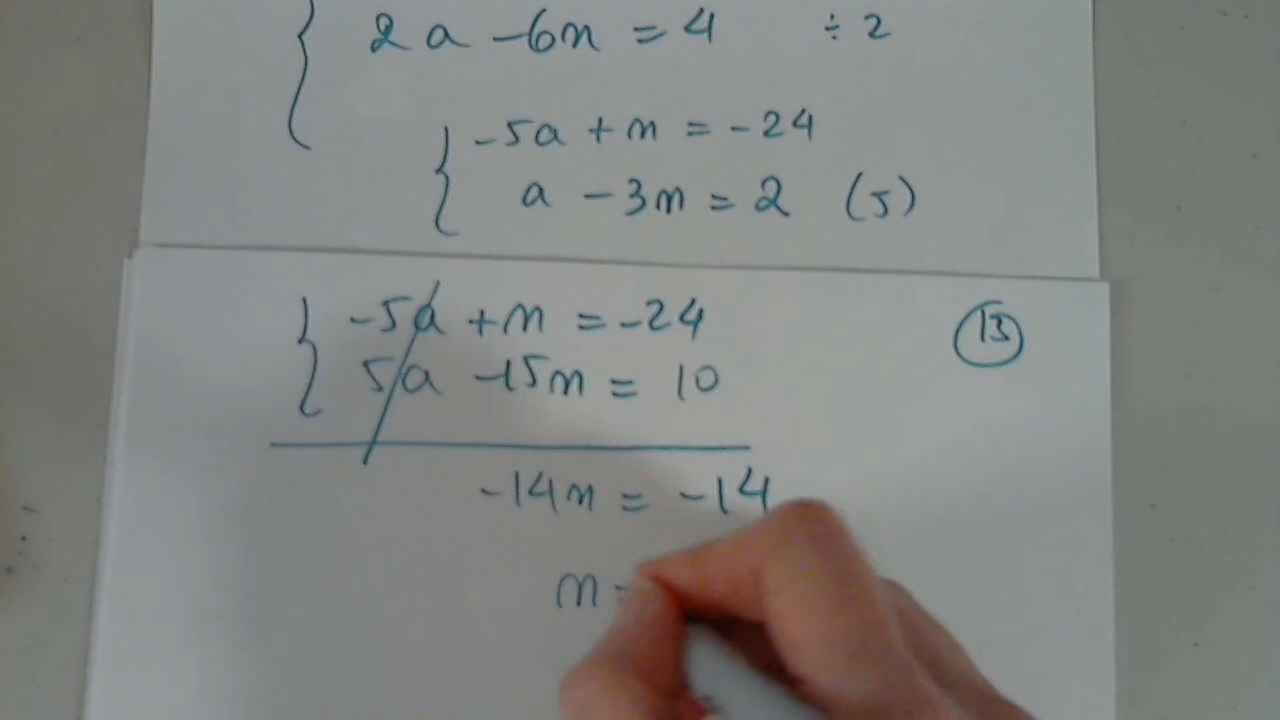 2a -6m = 4 ÷ 2
-5a + m = -24
a - 3m = 2 (5)
-5a + m = -24
13
5a -15m = 10
-14m = -14
m =